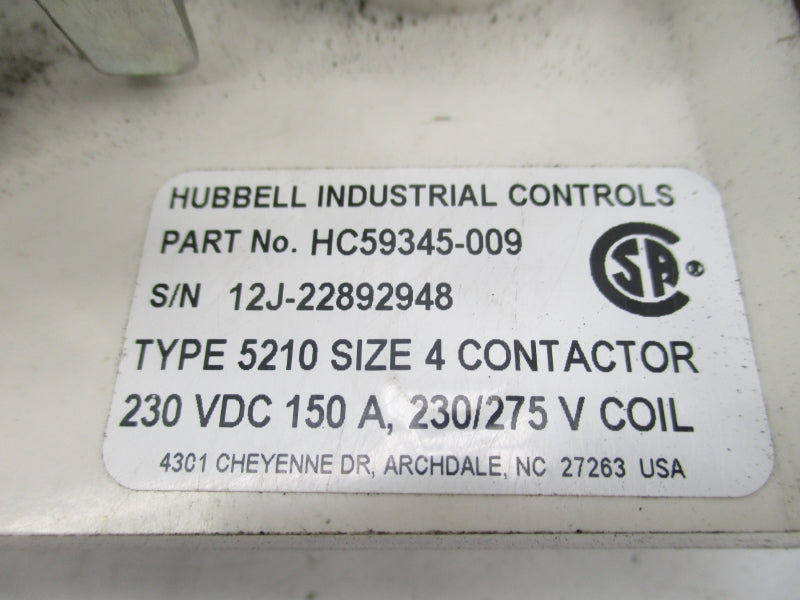 HUBBELL INDUSTRIAL CONTROLS
PART No. HC59345-009
SA ®
S/N 12J-22892948
TYPE 5210 SIZE 4 CONTACTOR
230 VDC 150 A, 230/275 V COIL
4301 CHEYENNE DR, ARCHDALE, NC 27263 USA